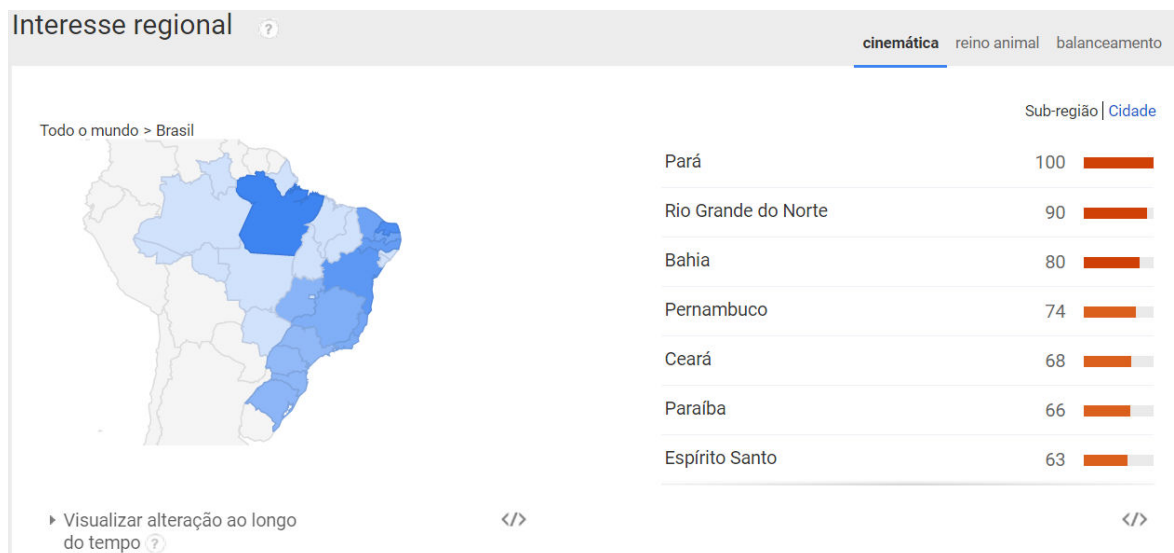 Interesse regional ?
cinemática reino animal balanceamento
Sub-região | Cidade
Todo o mundo > Brasil
Pará 100
Rio Grande do Norte 90
Bahia 80
Pernambuco 74
Ceará 68
Paraíba 66
Espírito Santo 63
Visualizar alteração ao longo
do tempo ?
</>
</>